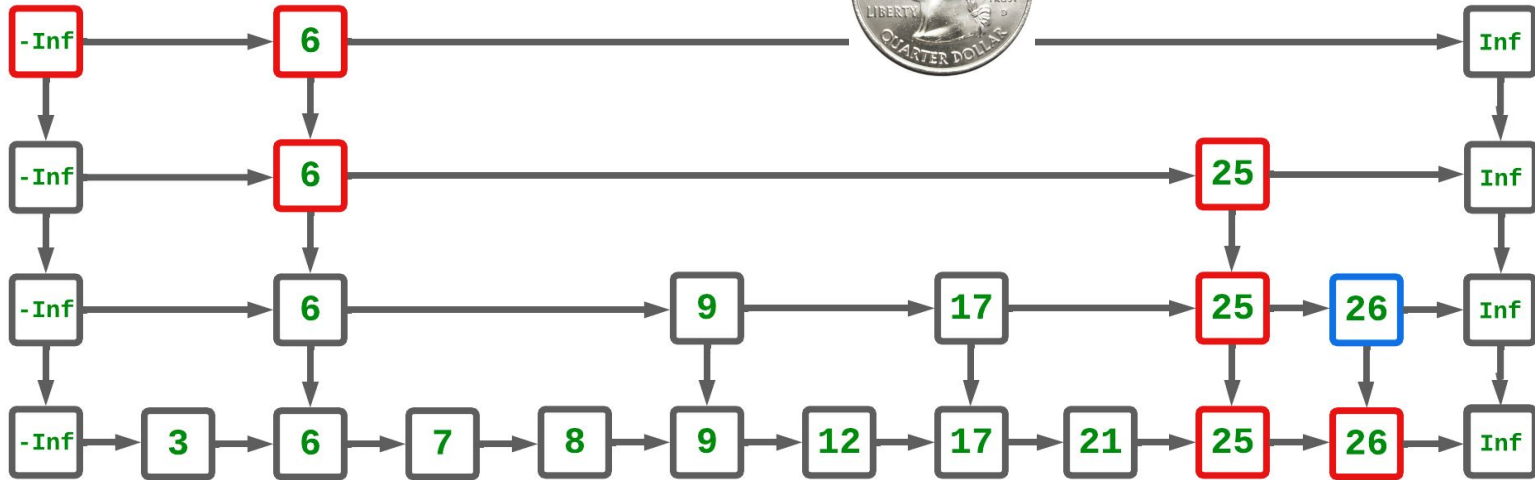 -Inf 6 LIBERTY TRUST D Inf
QUARTER DOLLAR
-Inf 6 25 Inf
-Inf 6 9 17 25 26 Inf
-Inf 3 6 7 8 9 12 17 21 25 26 Inf